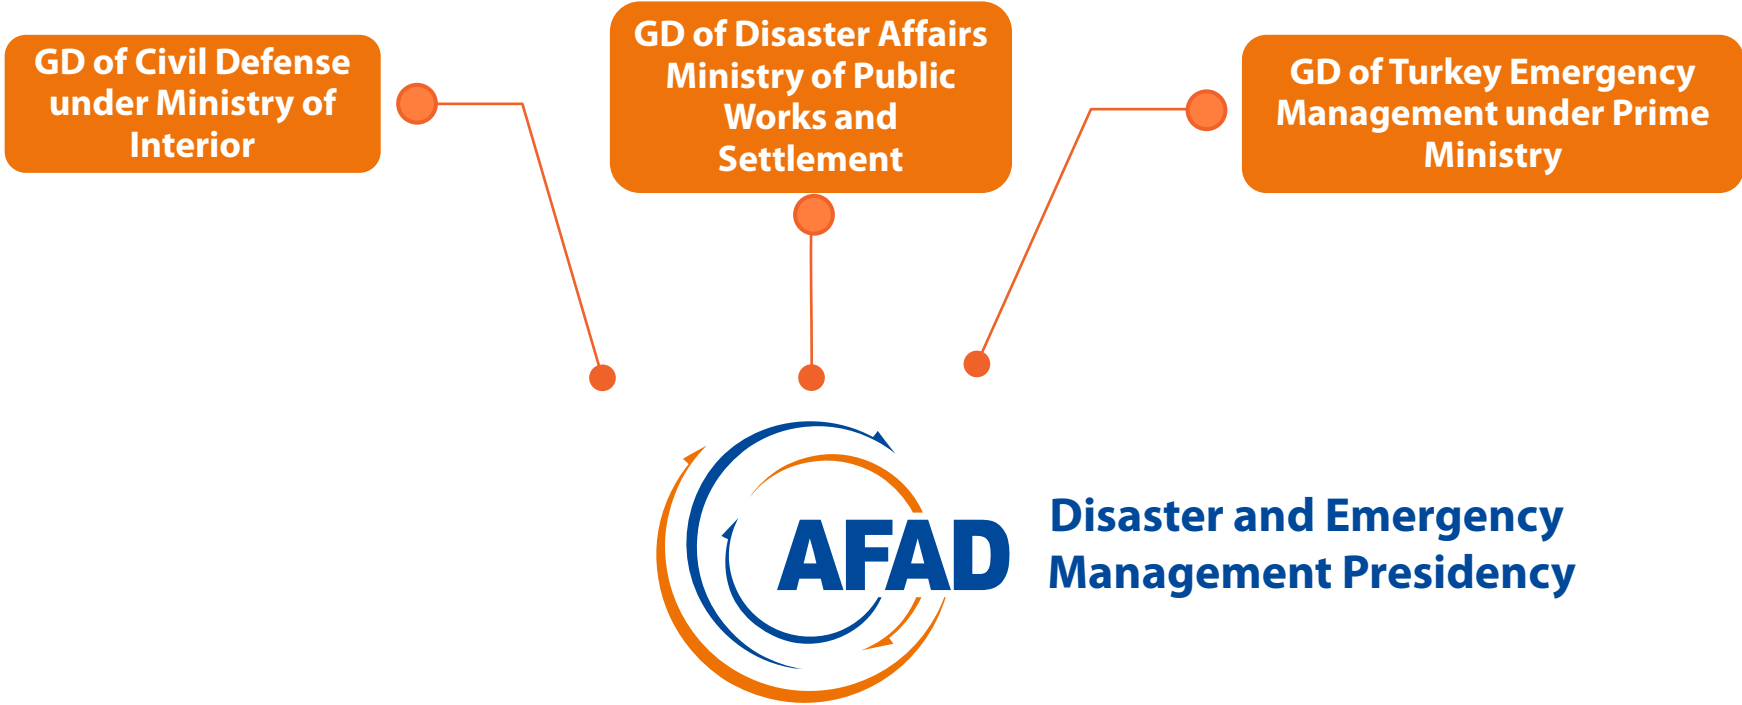 GD of Civil Defense
under Ministry of
Interior
GD of Disaster Affairs
Ministry of Public
Works and
Settlement
GD of Turkey Emergency
Management under Prime
Ministry
AFAD
Disaster and Emergency
Management Presidency